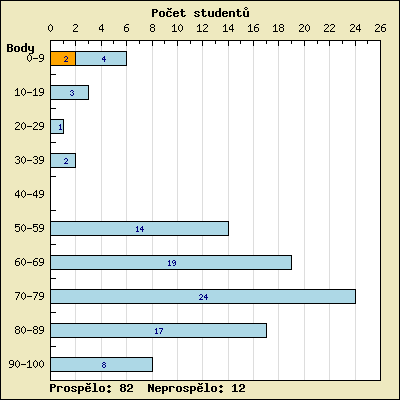 Počet studentů
0 2 4 6 8 10 12 14 16 18 20 22 24 26
Body
0-9 2 4
10-19 3
20-29 1
30-39 2
40-49
50-59 14
60-69 19
70-79 24
80-89 17
90-100 8
Prospělo: 82 Neprospělo: 12